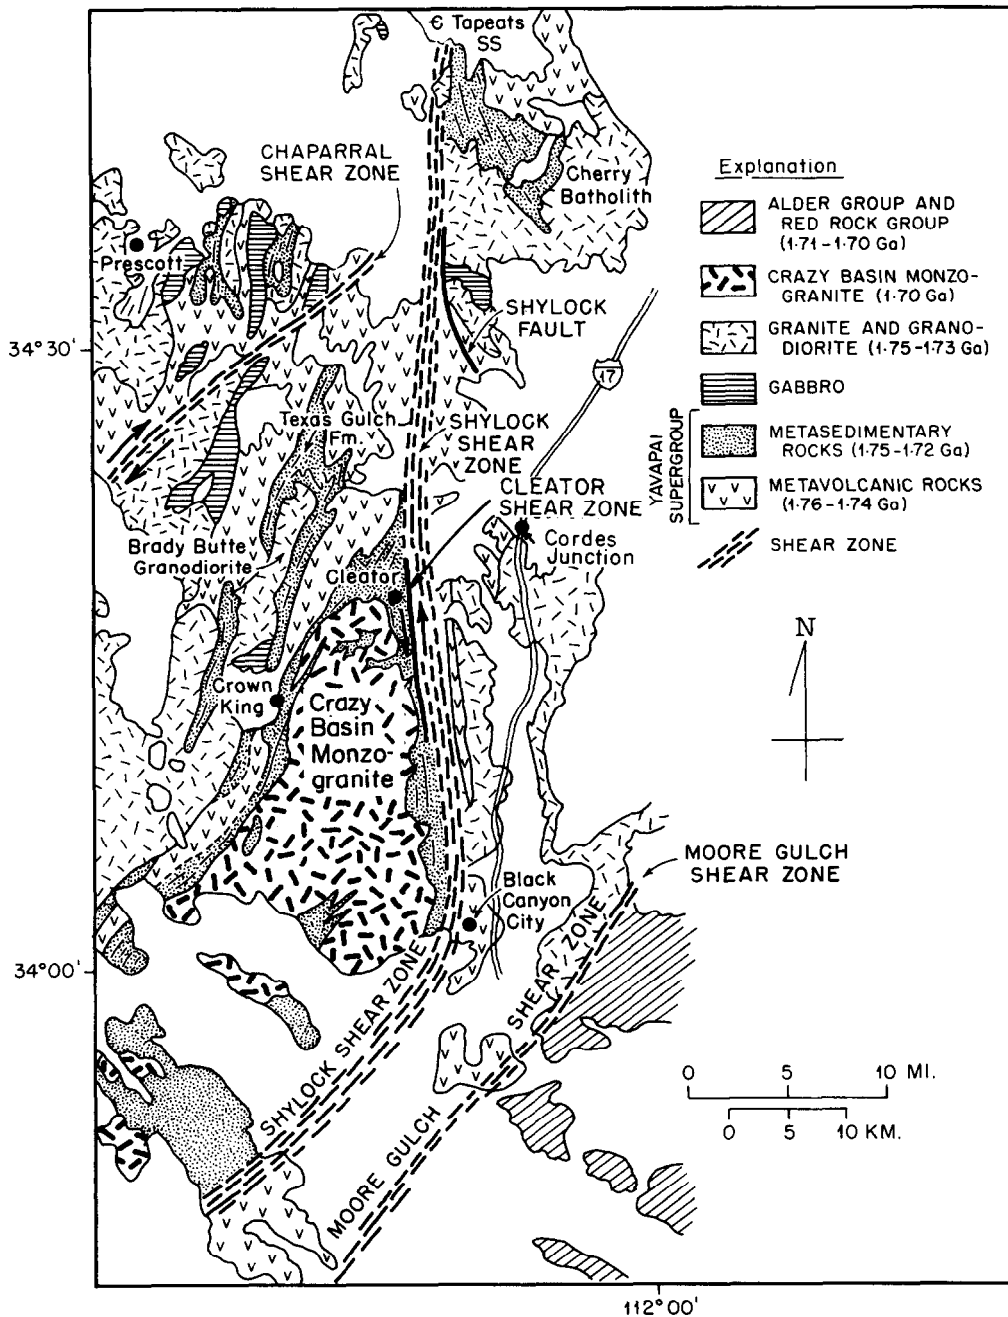 Є Tapeats
SS
CHAPARRAL
SHEAR ZONE
Cherry
Batholith
Prescott
SHYLOCK
FAULT
34°30'
17
Texas Gulch
Fm.
SHYLOCK
SHEAR
ZONE
CLEATOR
SHEAR ZONE
Cordes
Junction
Brady Butte
Granodiorite
Cleator
Crown
King
Crazy
Basin
Monzo-
granite
MOORE GULCH
SHEAR ZONE
Black
Canyon
City
34°00'
SHYLOCK SHEAR ZONE
MOORE GULCH
SHEAR ZONE
112°00'
Explanation
ALDER GROUP AND
RED ROCK GROUP
(1·71–1·70 Ga)
CRAZY BASIN MONZO-
GRANITE (1·70 Ga)
GRANITE AND GRANO-
DIORITE (1·75–1·73 Ga)
GABBRO
YAVAPAI
SUPERGROUP
METASEDIMENTARY
ROCKS (1·75–1·72 Ga)
METAVOLCANIC ROCKS
(1·76–1·74 Ga)
SHEAR ZONE
N
0 5 10 MI.
0 5 10 KM.